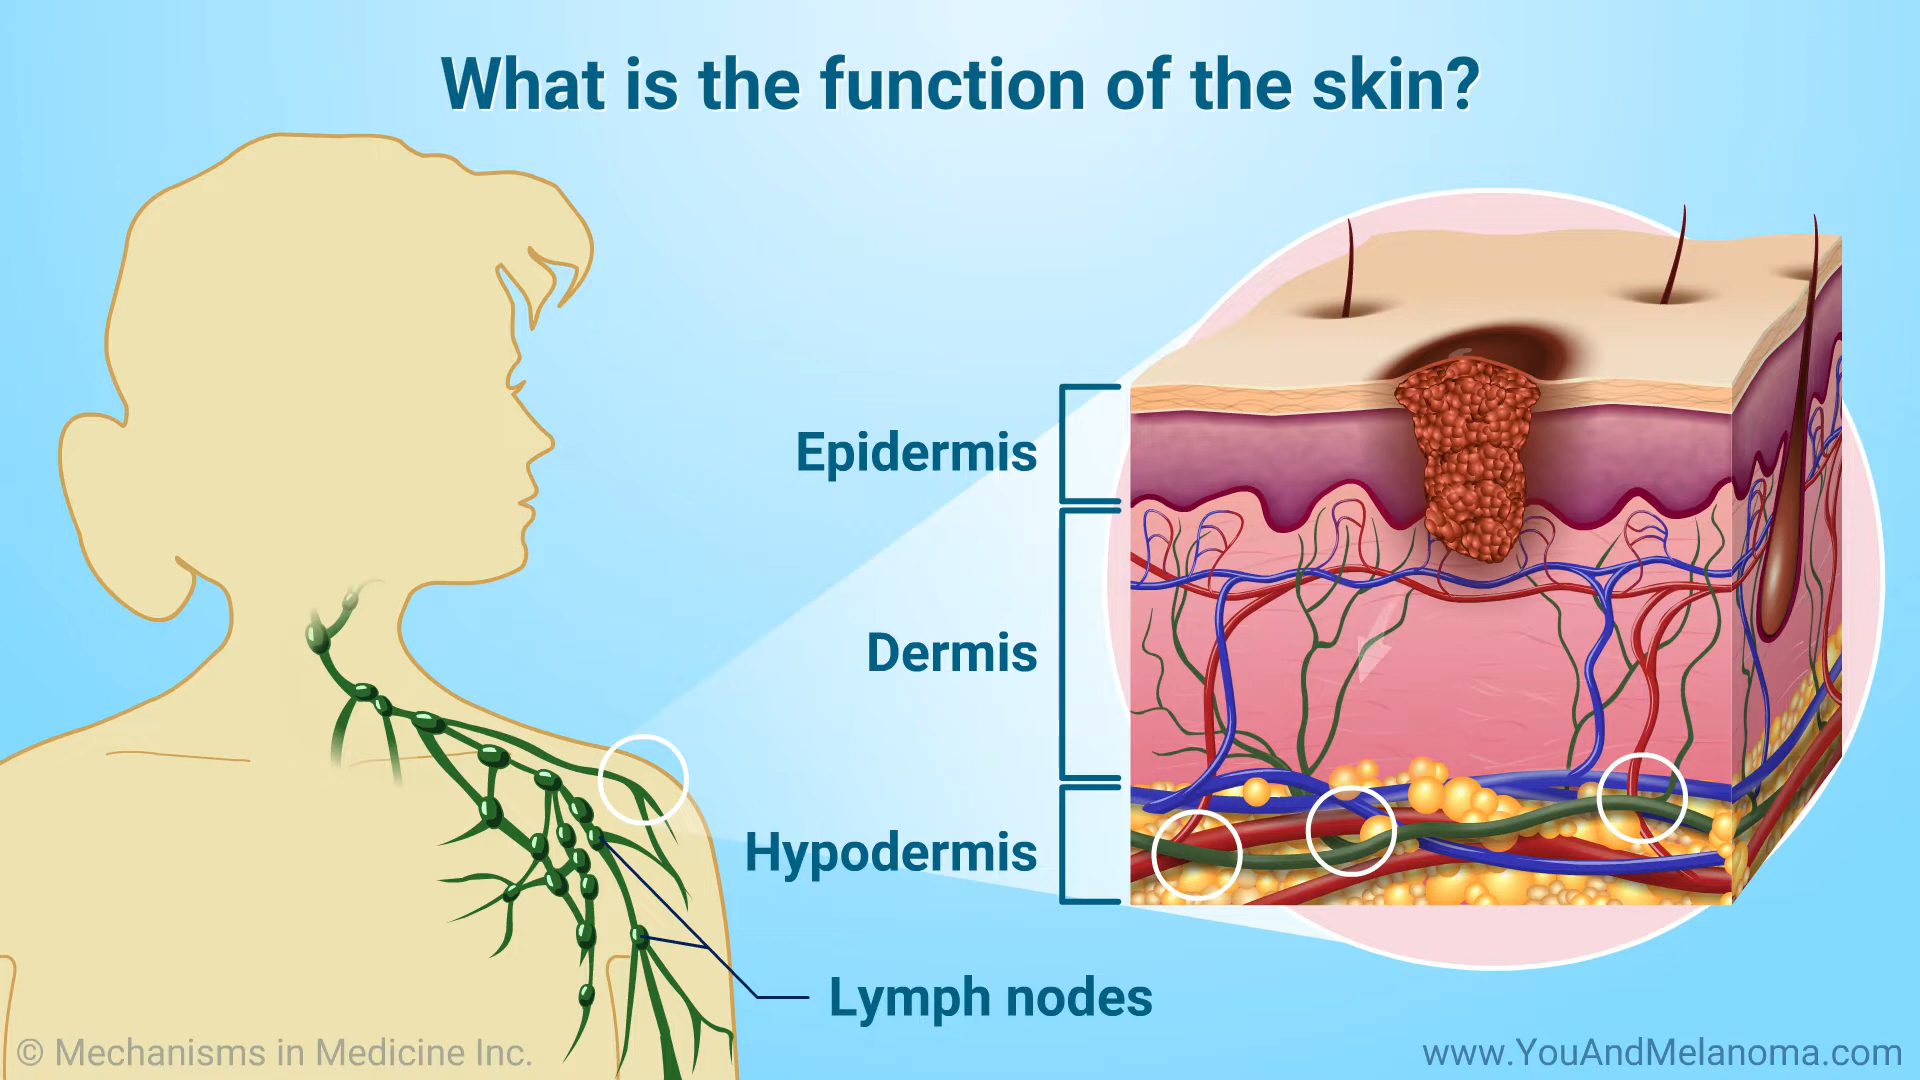 What is the function of the skin?
Epidermis
Dermis
Hypodermis
Lymph nodes
© Mechanisms in Medicine Inc.
www.YouAndMelanoma.com